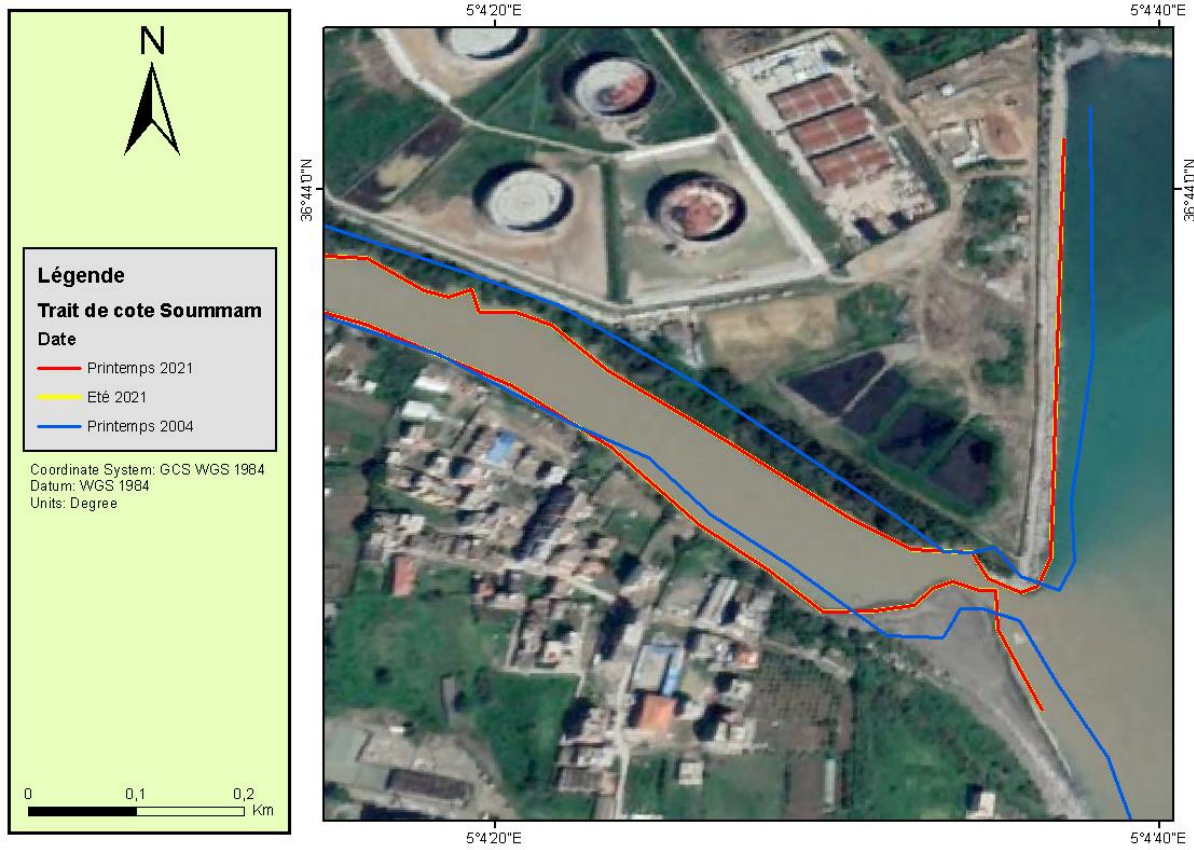 N
Légende
Trait de cote Soummam
Date
Printemps 2021
Eté 2021
Printemps 2004
Coordinate System: GCS WGS 1984
Datum: WGS 1984
Units: Degree
0 0,1 0,2
Km
5°4'20"E 5°4'40"E
36°44'0"N 36°44'0"N
5°4'20"E 5°4'40"E